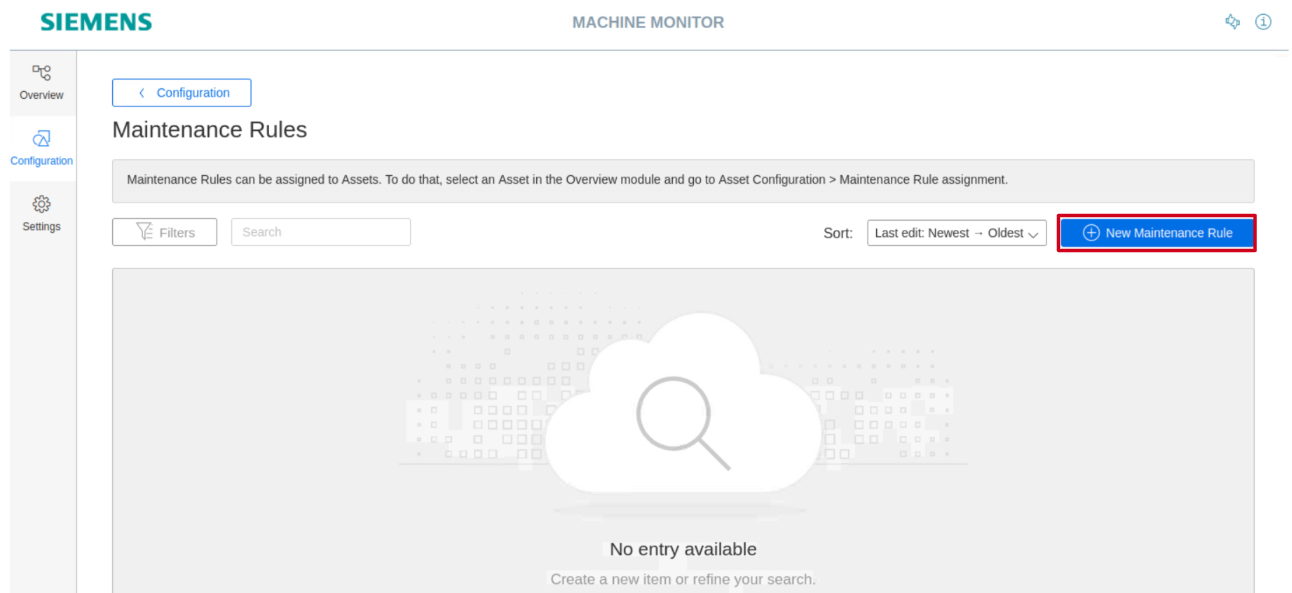 SIEMENS
MACHINE MONITOR
Overview
Configuration
Settings
Configuration
Maintenance Rules
Maintenance Rules can be assigned to Assets. To do that, select an Asset in the Overview module and go to Asset Configuration > Maintenance Rule assignment.
Filters
Search
Sort:
Last edit: Newest → Oldest
New Maintenance Rule
No entry available
Create a new item or refine your search.